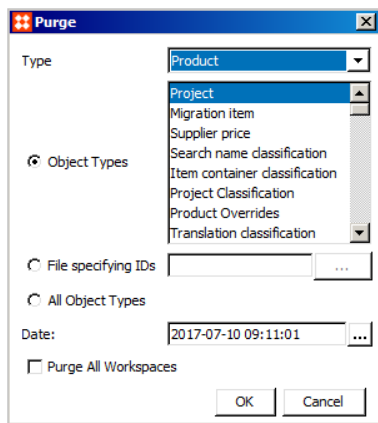 Purge
Type
Product
Object Types
Project
Migration item
Supplier price
Search name classification
Item container classification
Project Classification
Product Overrides
Translation classification
File specifying IDs
...
All Object Types
Date:
2017-07-10 09:11:01
...
Purge All Workspaces
OK
Cancel